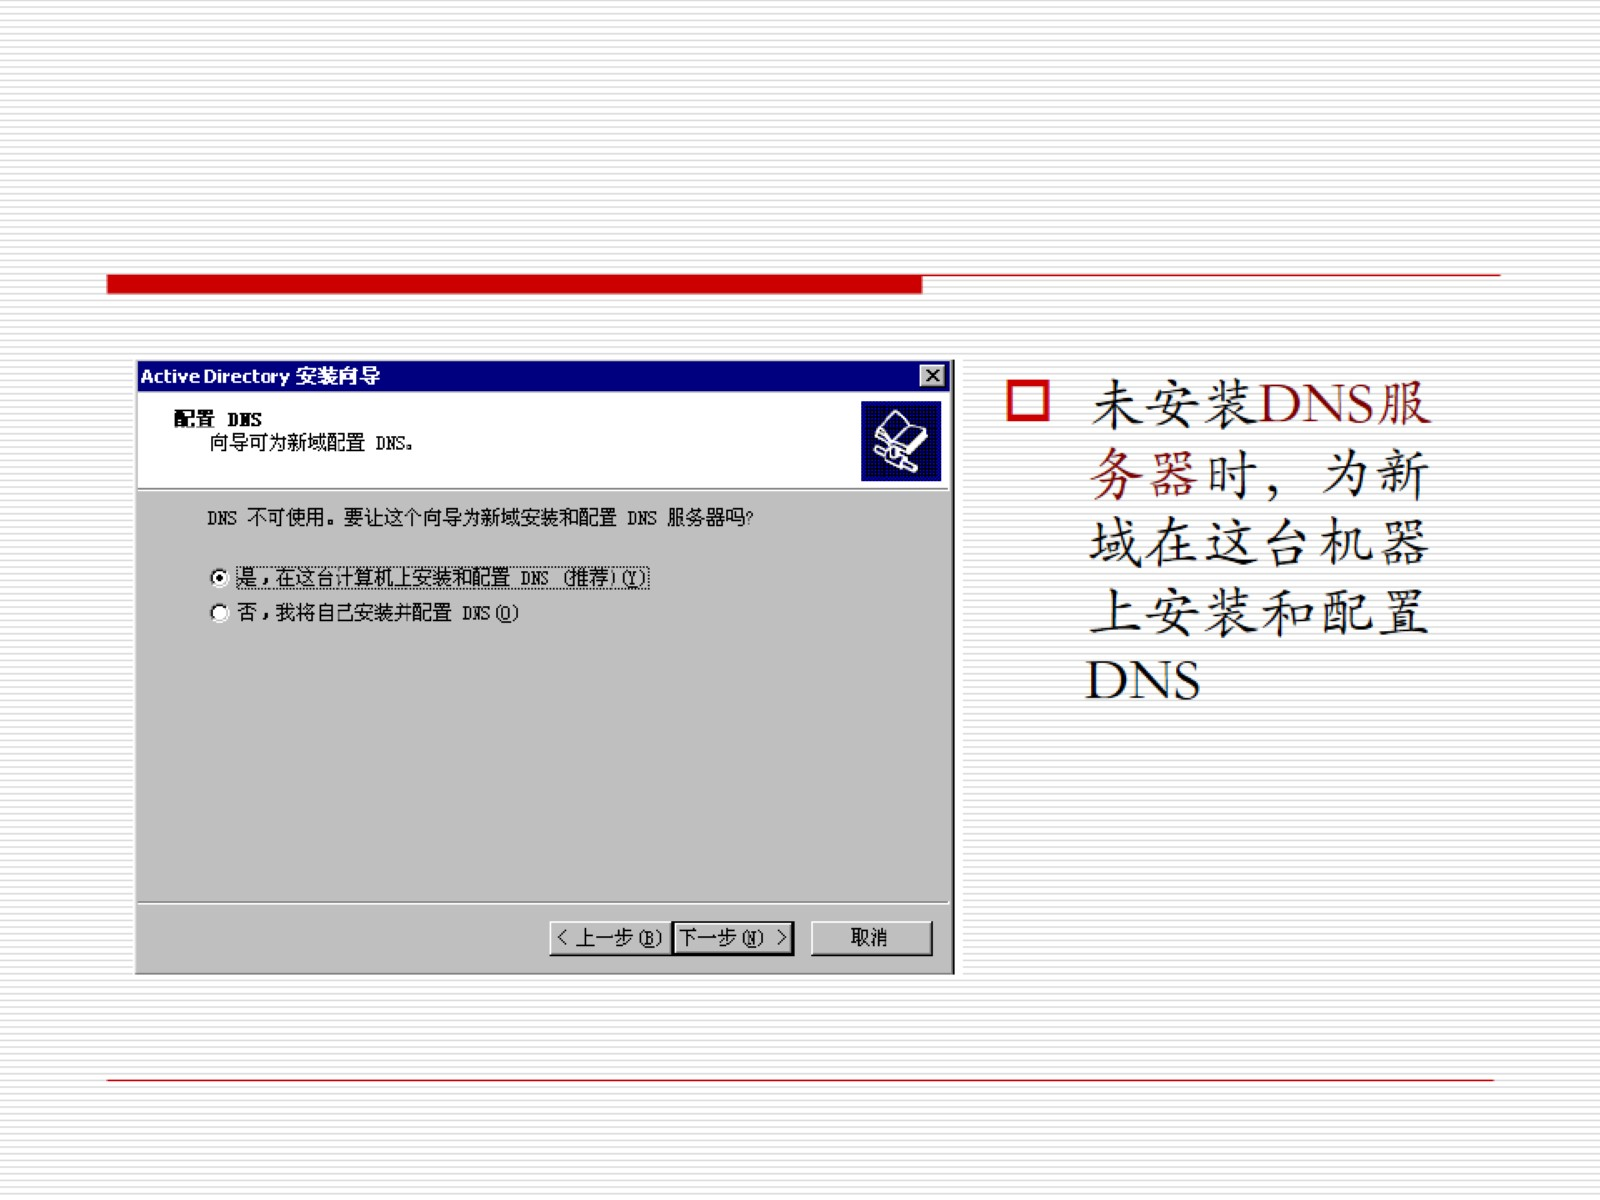 Active Directory 安装向导
配置 DNS
向导可为新域配置 DNS。
DNS 不可使用。要让这个向导为新域安装和配置 DNS 服务器吗?
是，在这台计算机上安装和配置 DNS (推荐)(Y)
否，我将自己安装并配置 DNS(O)
< 上一步(B)
下一步(N) >
取消
未安装DNS服
务器时，为新
域在这台机器
上安装和配置
DNS